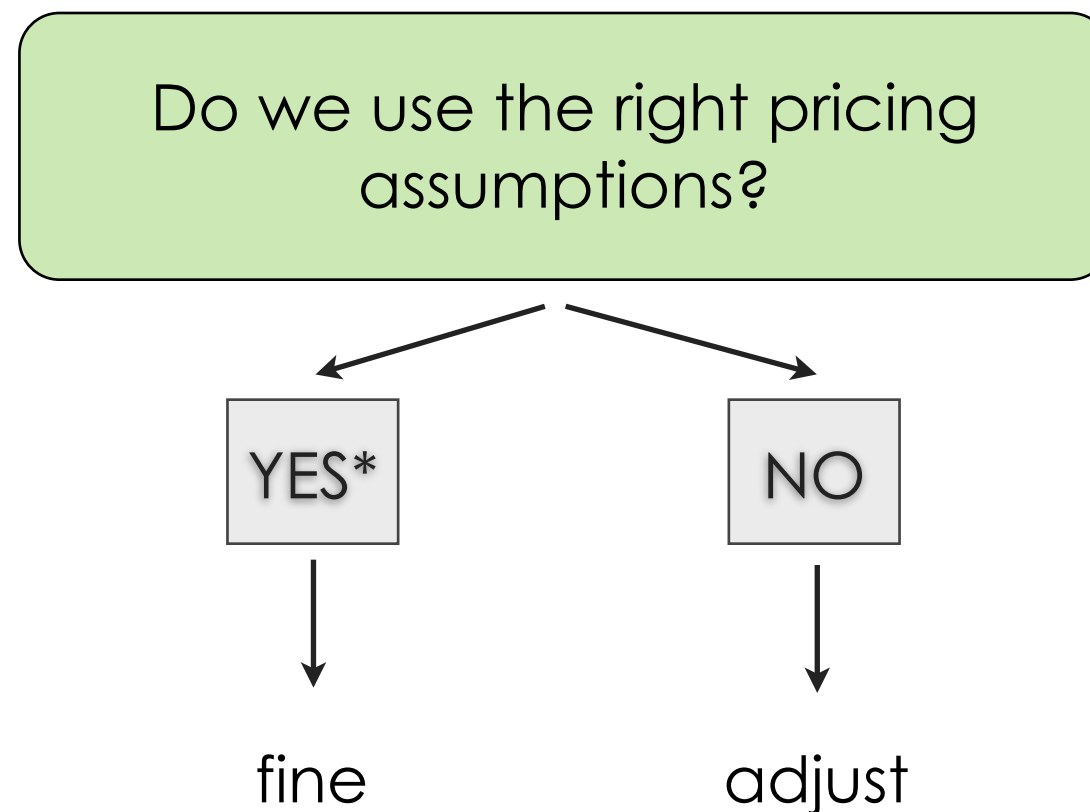 Do we use the right pricing
assumptions?
YES*
NO
fine
adjust